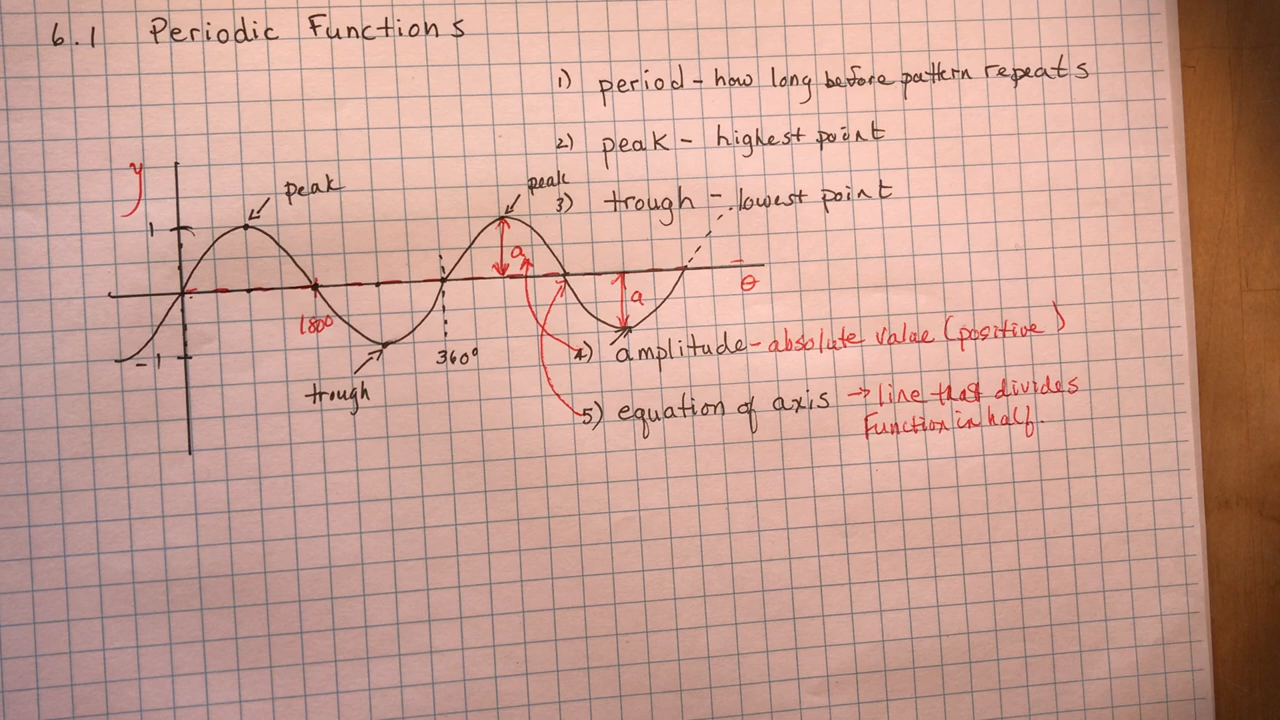 6.1 Periodic Functions
1) period - how long before pattern repeats
2) peak - highest point
3) trough - lowest point
y
peak
peak
1
a
θ
180°
a
-1
360°
trough
4) amplitude - absolute value (positive)
5) equation of axis → line that divides
Function in half.